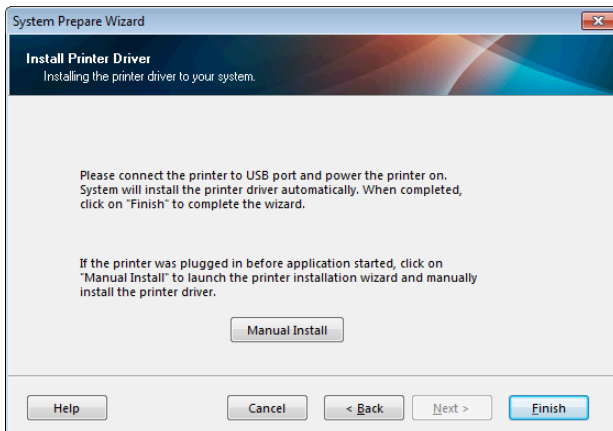 System Prepare Wizard
Install Printer Driver
Installing the printer driver to your system.
Please connect the printer to USB port and power the printer on.
System will install the printer driver automatically. When completed,
click on "Finish" to complete the wizard.
If the printer was plugged in before application started, click on
"Manual Install" to launch the printer installation wizard and manually
install the printer driver.
Manual Install
Help Cancel < Back Next > Finish